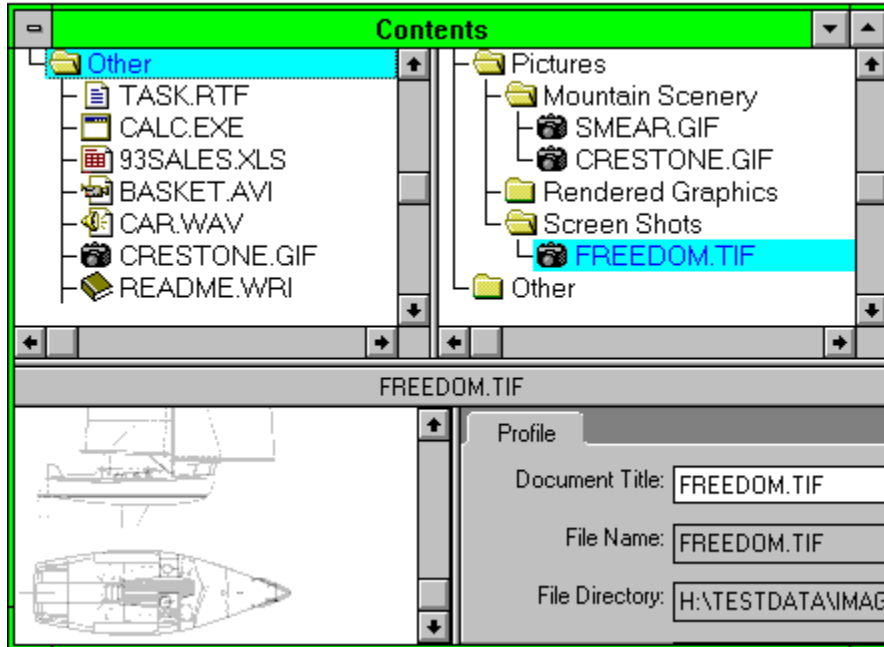 Contents
Other
TASK.RTF
CALC.EXE
93SALES.XLS
BASKET.AVI
CAR.WAV
CRESTONE.GIF
README.WRI
Pictures
Mountain Scenery
SMEAR.GIF
CRESTONE.GIF
Rendered Graphics
Screen Shots
FREEDOM.TIF
Other
FREEDOM.TIF
Profile
Document Title: FREEDOM.TIF
File Name: FREEDOM.TIF
File Directory: H:\TESTDATA\IMAG